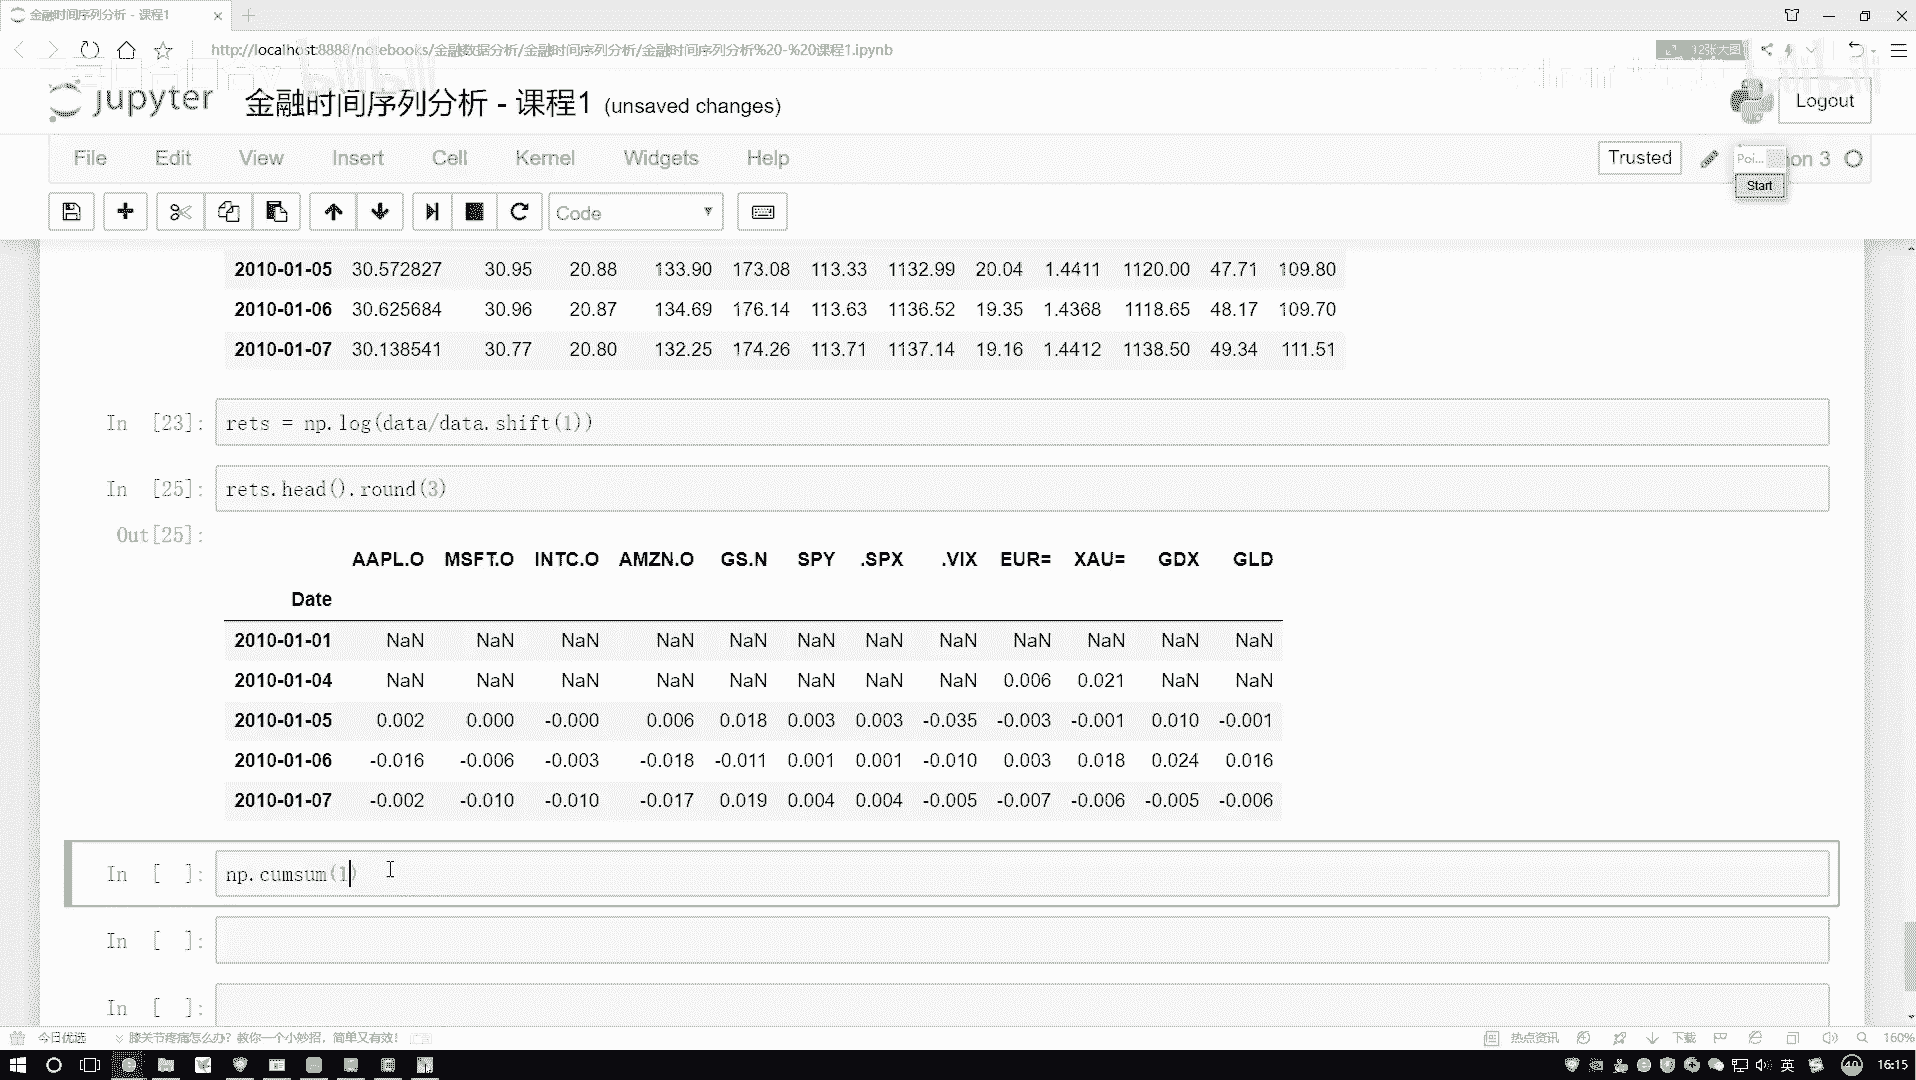 金融时间序列分析 - 课程1
http://localhost:8888/notebooks/金融数据分析/金融时间序列分析/金融时间序列分析%20-%20课程1.ipynb
12张大图
jupyter 金融时间序列分析 - 课程1 (unsaved changes)
Logout
File Edit View Insert Cell Kernel Widgets Help
Trusted
Poi... on 3
Start
Code
2010-01-05 30.572827 30.95 20.88 133.90 173.08 113.33 1132.99 20.04 1.4411 1120.00 47.71 109.80
2010-01-06 30.625684 30.96 20.87 134.69 176.14 113.63 1136.52 19.35 1.4368 1118.65 48.17 109.70
2010-01-07 30.138541 30.77 20.80 132.25 174.26 113.71 1137.14 19.16 1.4412 1138.50 49.34 111.51
In [23]: rets = np.log(data/data.shift(1))
In [25]: rets.head().round(3)
Out[25]:
AAPL.O MSFT.O INTC.O AMZN.O GS.N SPY .SPX .VIX EUR= XAU= GDX GLD
Date
2010-01-01 NaN NaN NaN NaN NaN NaN NaN NaN NaN NaN NaN NaN
2010-01-04 NaN NaN NaN NaN NaN NaN NaN NaN 0.006 0.021 NaN NaN
2010-01-05 0.002 0.000 -0.000 0.006 0.018 0.003 0.003 -0.035 -0.003 -0.001 0.010 -0.001
2010-01-06 -0.016 -0.006 -0.003 -0.018 -0.011 0.001 0.001 -0.010 0.003 0.018 0.024 0.016
2010-01-07 -0.002 -0.010 -0.010 -0.017 0.019 0.004 0.004 -0.005 -0.007 -0.006 -0.005 -0.006
In [ ]: np.cumsum(1)
In [ ]:
In [ ]:
今日优选 膝关节疼痛怎么办? 教你一个小妙招，简单又有效!
热点资讯 下载 160%
英 40 16:15